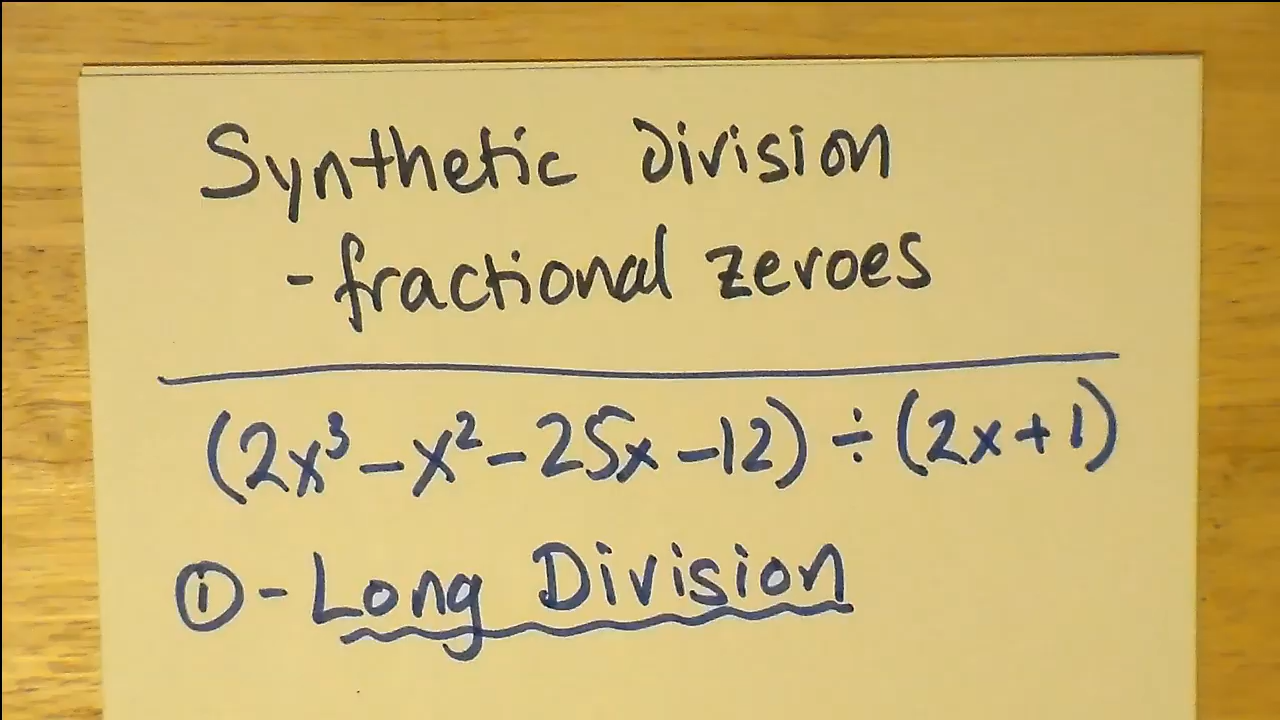 Synthetic Division
-fractional zeroes
(2x³-x²-25x-12)÷(2x+1)
①-Long Division